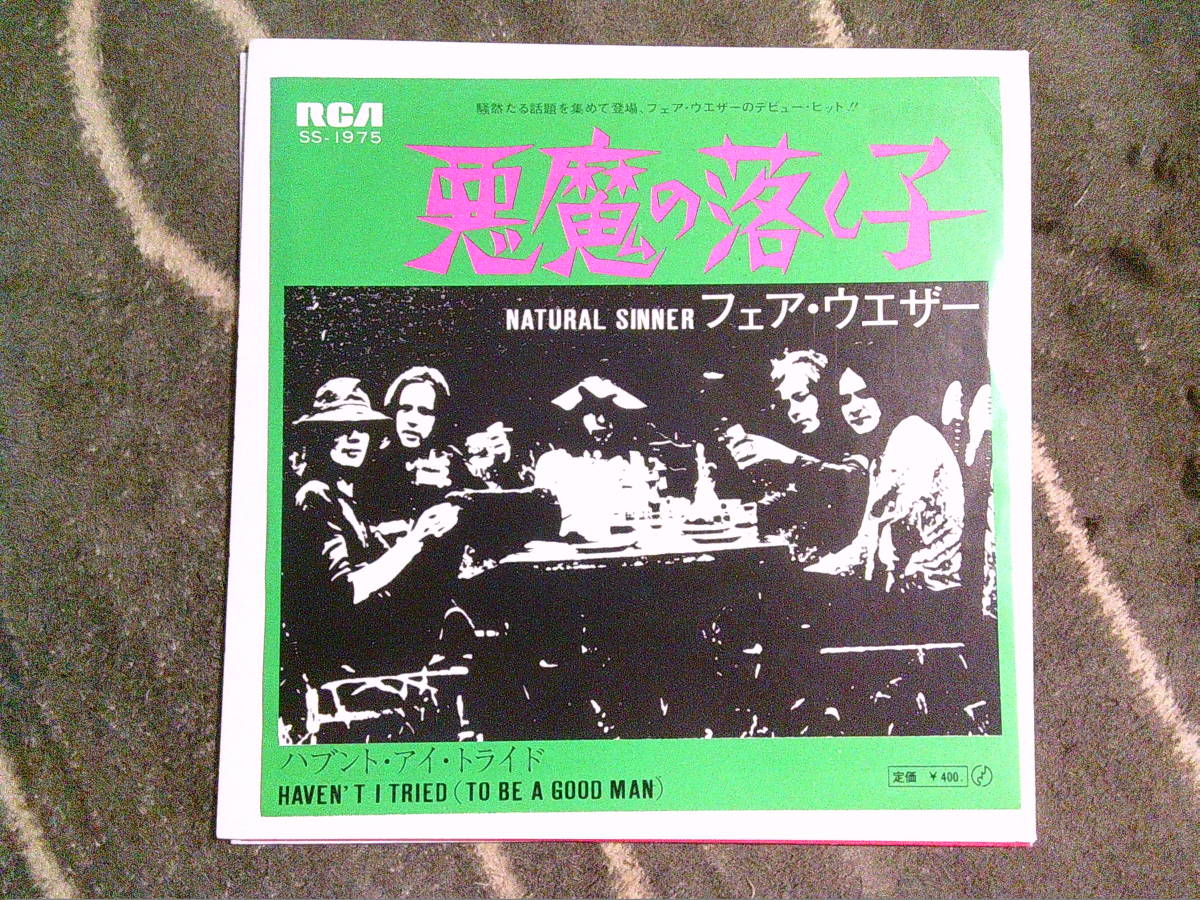 RCA
SS-1975
騒然たる話題を集めて登場、フェア・ウエザーのデビュー・ヒット!!
悪魔の落し子
NATURAL SINNER フェア・ウエザー
ハブント・アイ・トライド
HAVEN'T I TRIED (TO BE A GOOD MAN)
定価 ¥400.